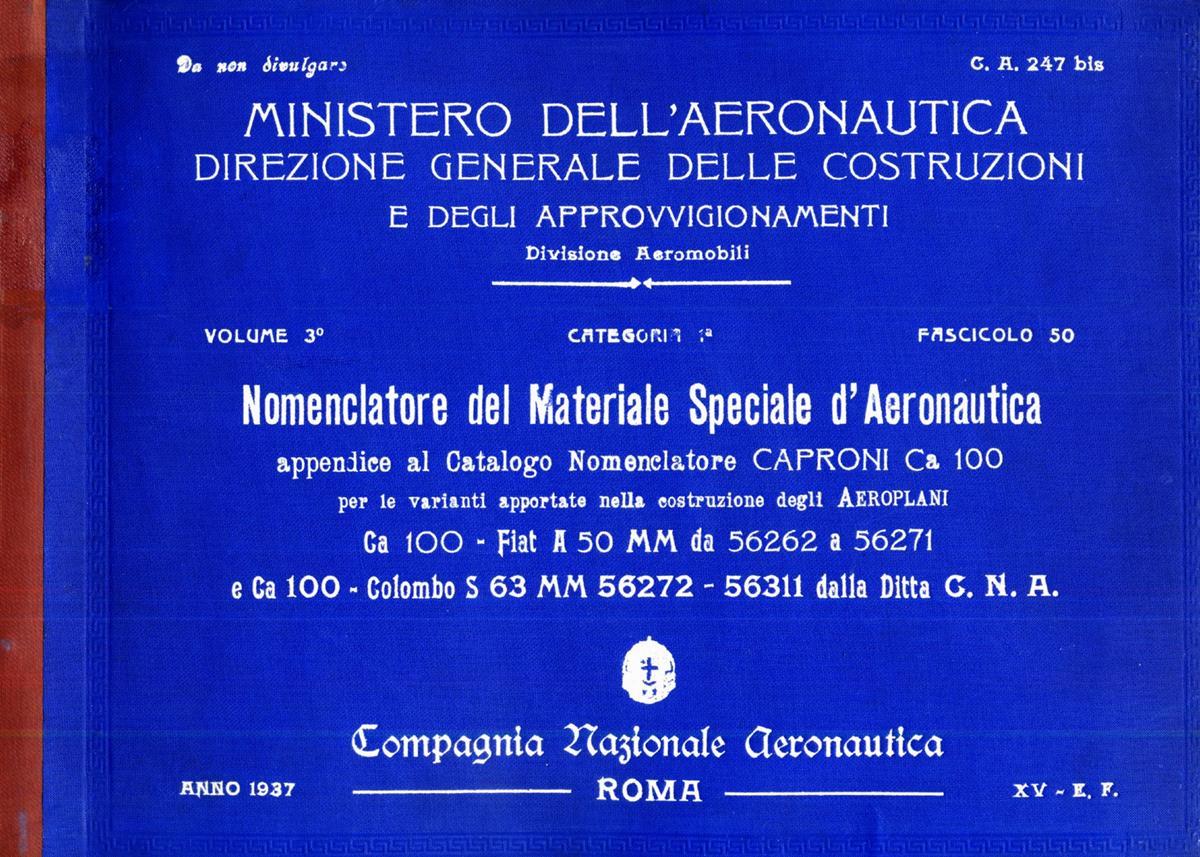 Da non divulgare
C. A. 247 bis
MINISTERO DELL'AERONAUTICA
DIREZIONE GENERALE DELLE COSTRUZIONI
E DEGLI APPROVVIGIONAMENTI
Divisione Aeromobili
VOLUME 3º CATEGORIA 1ª FASCICOLO 50
Nomenclatore del Materiale Speciale d'Aeronautica
appendice al Catalogo Nomenclatore CAPRONI Ca 100
per le varianti apportate nella costruzione degli AEROPLANI
Ca 100 - Fiat A 50 MM da 56262 a 56271
e Ca 100 - Colombo S 63 MM 56272 - 56311 dalla Ditta C. N. A.
Compagnia Nazionale Aeronautica
ANNO 1937 ROMA XV - E. F.